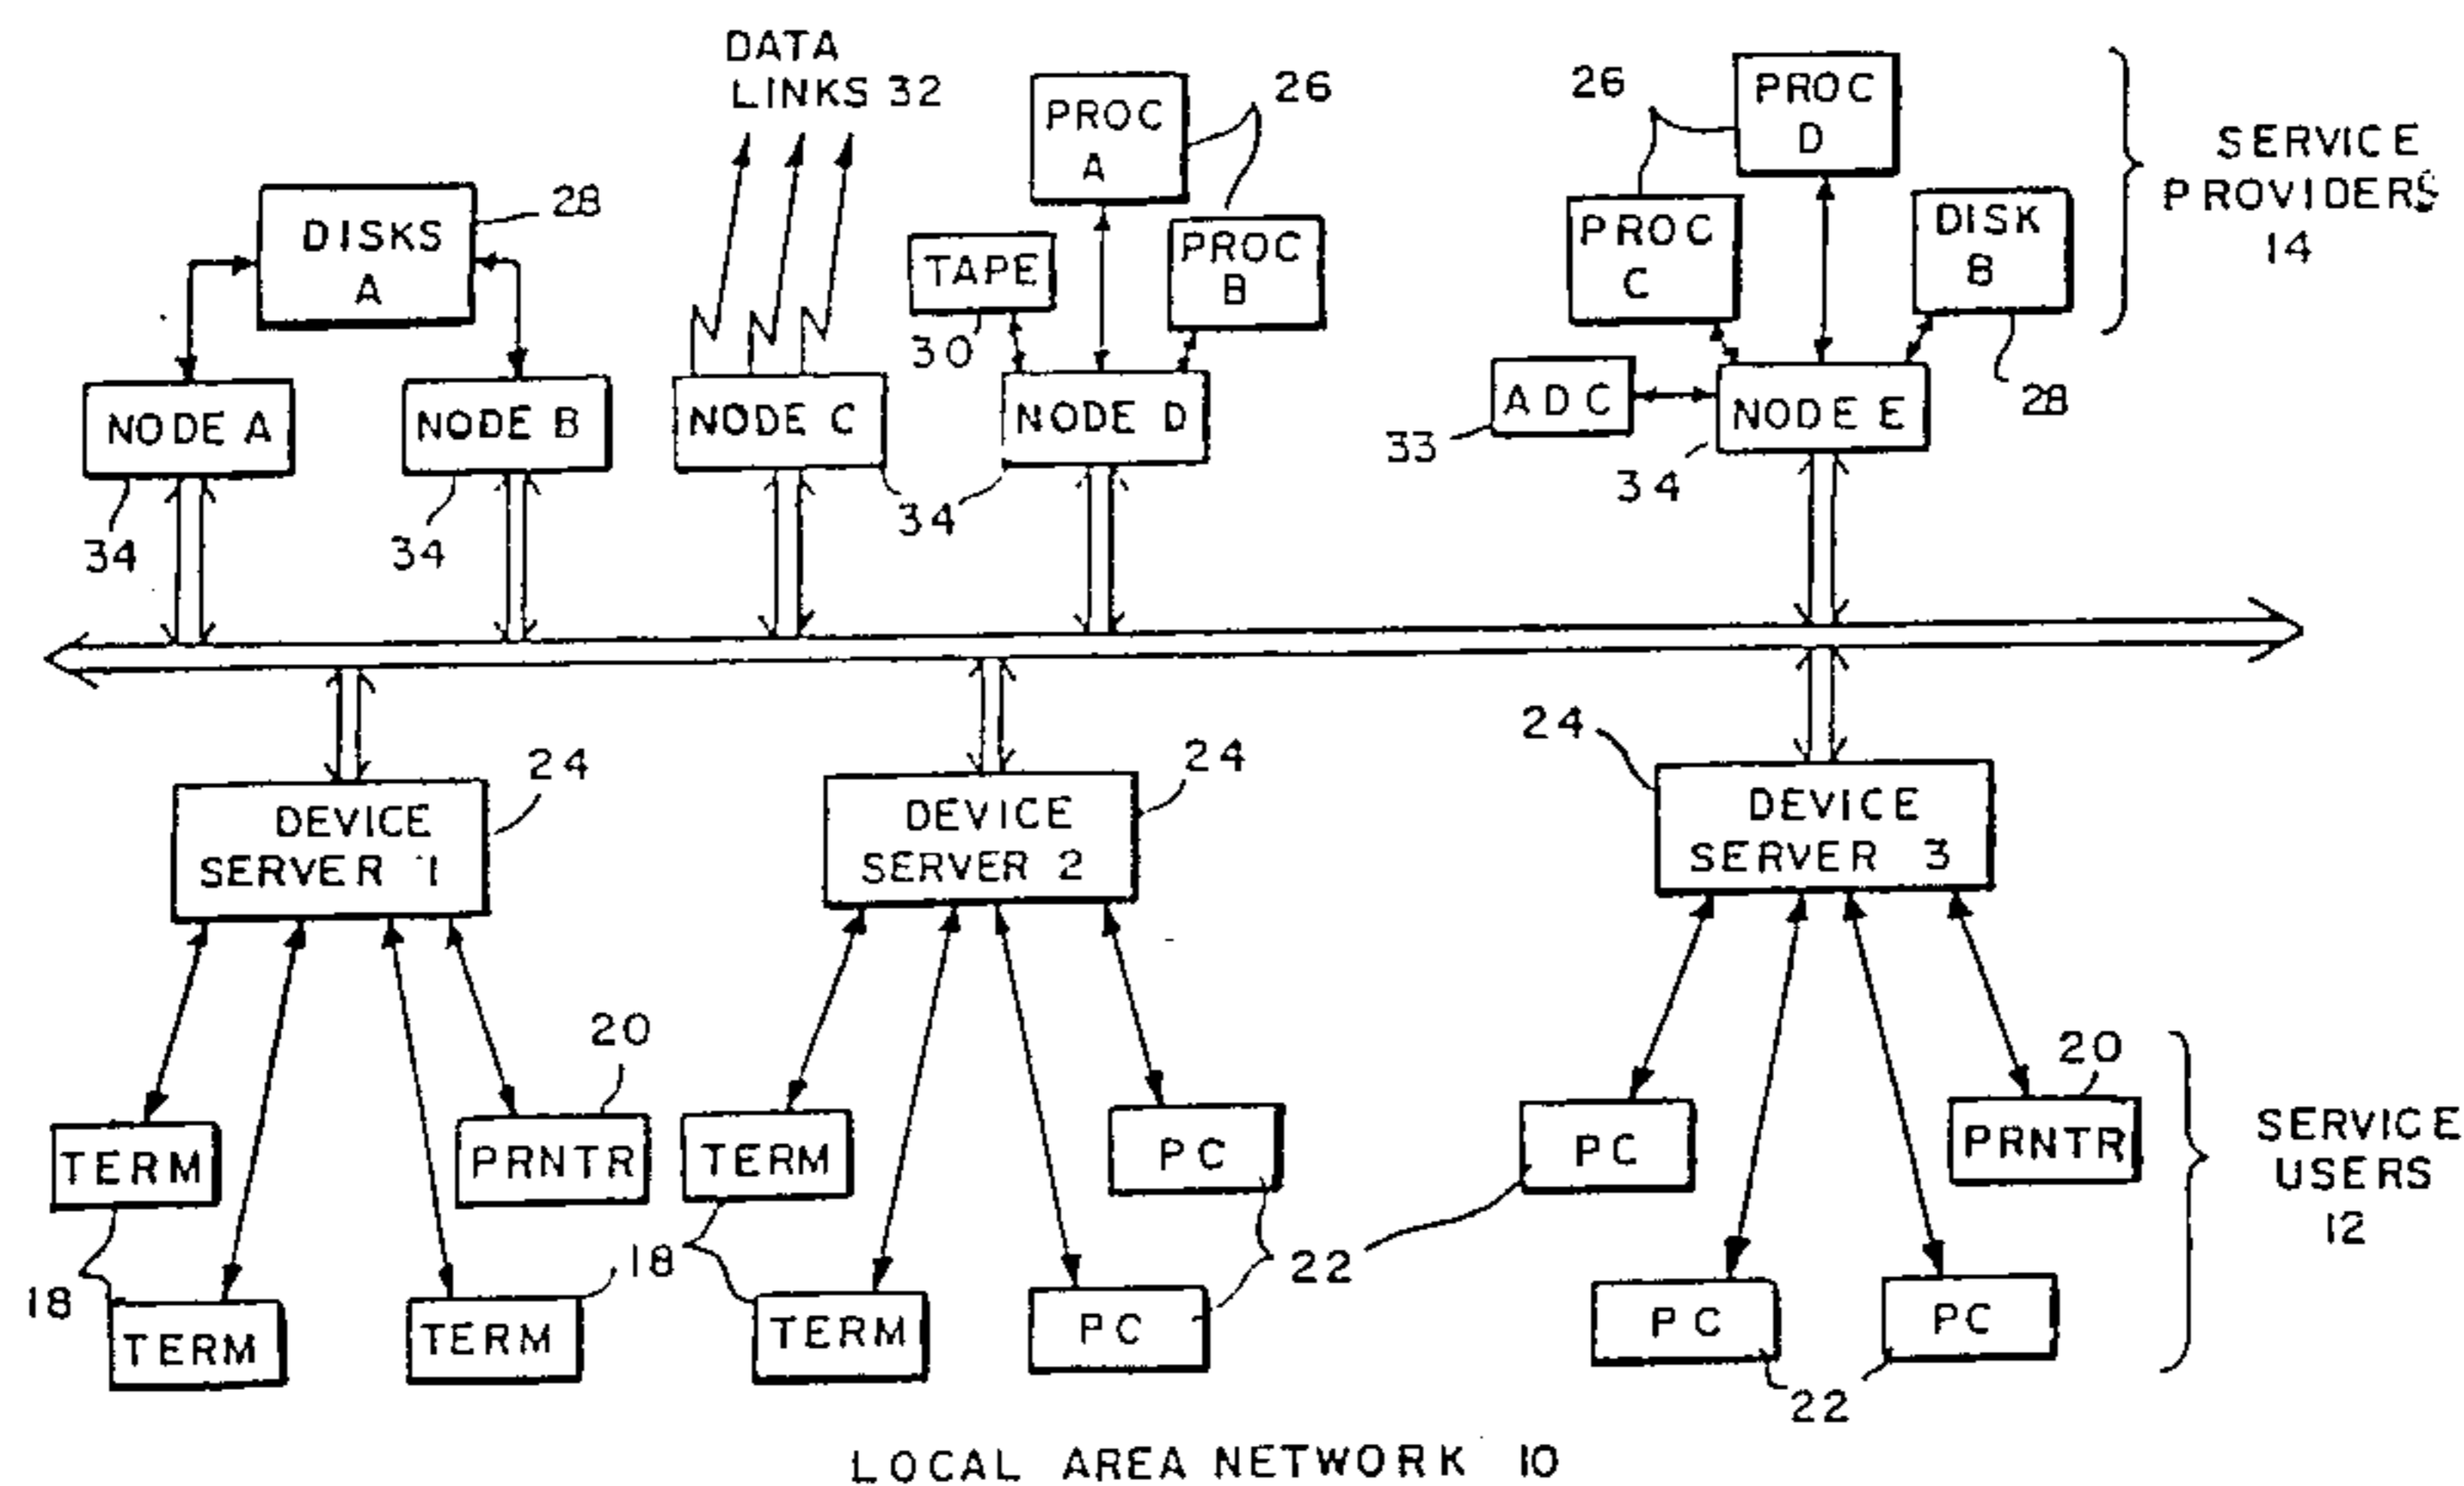 DATA
LINKS 32
PROC
A
26
26
PROC
D
SERVICE
PROVIDERS
14
DISKS
A
28
TAPE
30
PROC
B
PROC
C
DISK
B
28
ADC
33
NODE A
NODE B
NODE C
NODE D
NODE E
34
34
34
34
DEVICE
SERVER 1
24
DEVICE
SERVER 2
24
24
DEVICE
SERVER 3
20
20
TERM
PRNTR
TERM
PC
PC
PRNTR
SERVICE
USERS
12
18
18
22
TERM
TERM
TERM
PC
PC
PC
22
LOCAL AREA NETWORK 10